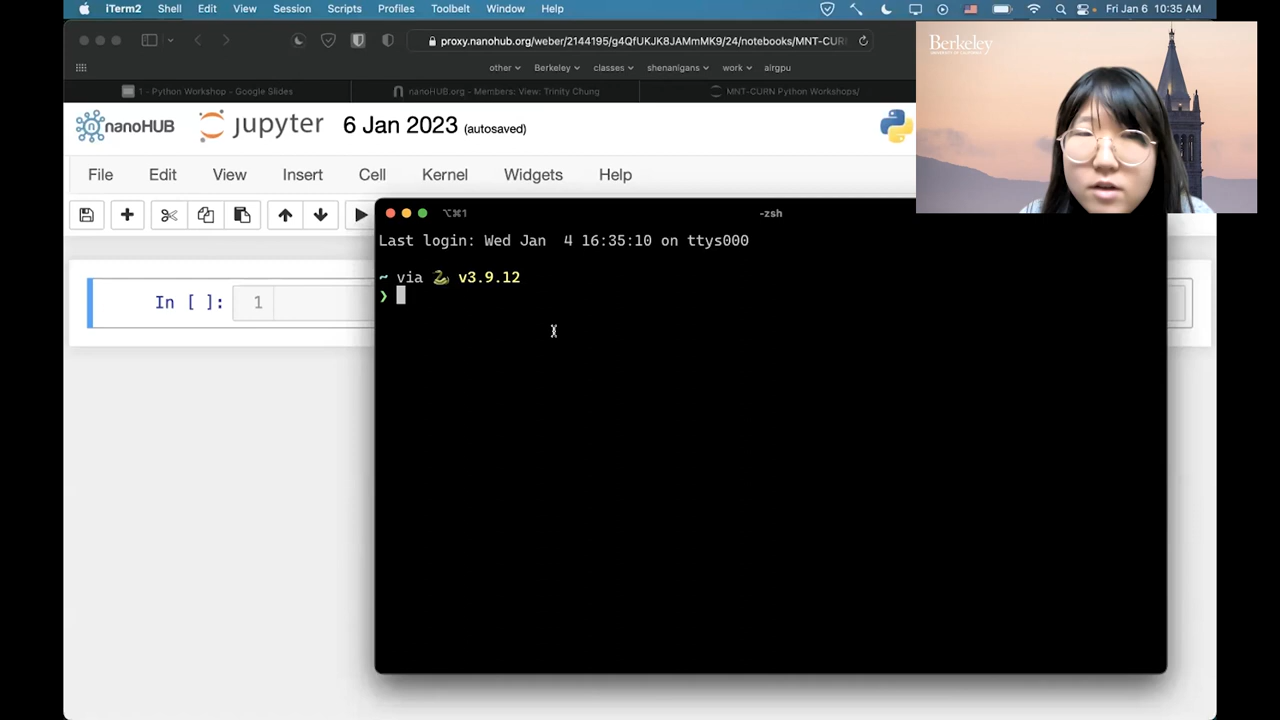 iTerm2 Shell Edit View Session Scripts Profiles Toolbelt Window Help Fri Jan 6 10:35 AM
proxy.nanohub.org/weber/2144195/g4QfUKJK8JAMmMK9/24/notebooks/MNT-CURN
other Berkeley classes shenanigans work airgpu
1 - Python Workshop - Google Slides nanoHUB.org - Members: View: Trinity Chung MNT-CURN Python Workshops/
Berkeley
nanoHUB jupyter 6 Jan 2023 (autosaved)
File Edit View Insert Cell Kernel Widgets Help
⌥⌘1 -zsh
Last login: Wed Jan  4 16:35:10 on ttys000
~ via 🐍 v3.9.12
❯
In [ ]: 1